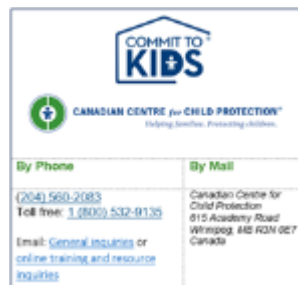 COMMIT TO
KIDS
CANADIAN CENTRE for CHILD PROTECTION™
Helping families. Protecting children.
By Phone
(204) 560-2083
Toll free: 1 (800) 532-9135
Email: General inquiries or
online training and resource
inquiries
By Mail
Canadian Centre for
Child Protection
615 Academy Road
Winnipeg, MB R3N 0E7
Canada